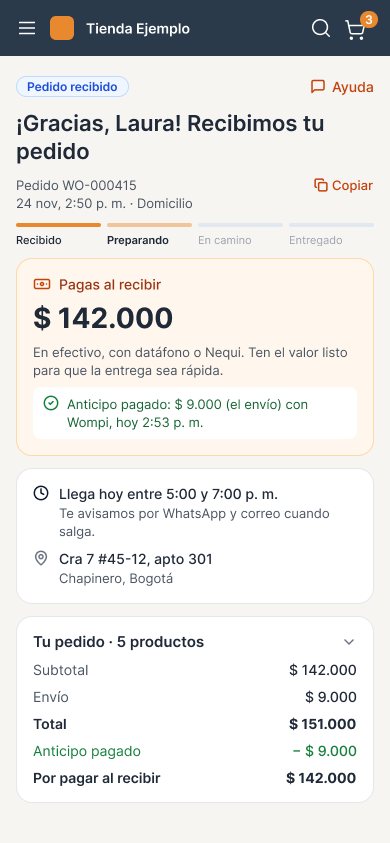 Tienda Ejemplo
3
Pedido recibido
Ayuda
¡Gracias, Laura! Recibimos tu
pedido
Pedido WO-000415
Copiar
24 nov, 2:50 p. m. · Domicilio
Recibido
Preparando
En camino
Entregado
Pagas al recibir
$ 142.000
En efectivo, con datáfono o Nequi. Ten el valor listo
para que la entrega sea rápida.
Anticipo pagado: $ 9.000 (el envío) con
Wompi, hoy 2:53 p. m.
Llega hoy entre 5:00 y 7:00 p. m.
Te avisamos por WhatsApp y correo cuando
salga.
Cra 7 #45-12, apto 301
Chapinero, Bogotá
Tu pedido · 5 productos
Subtotal $ 142.000
Envío $ 9.000
Total $ 151.000
Anticipo pagado − $ 9.000
Por pagar al recibir $ 142.000